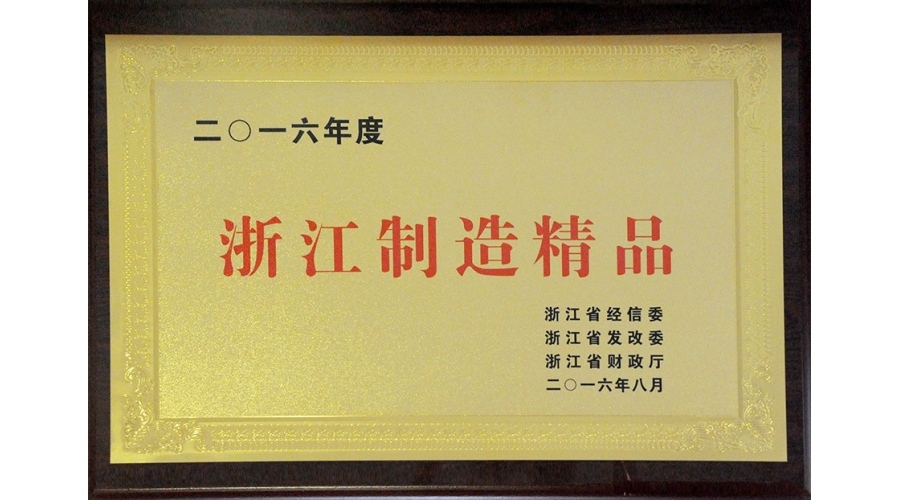 二〇一六年度
浙江制造精品
浙江省经信委
浙江省发改委
浙江省财政厅
二〇一六年八月